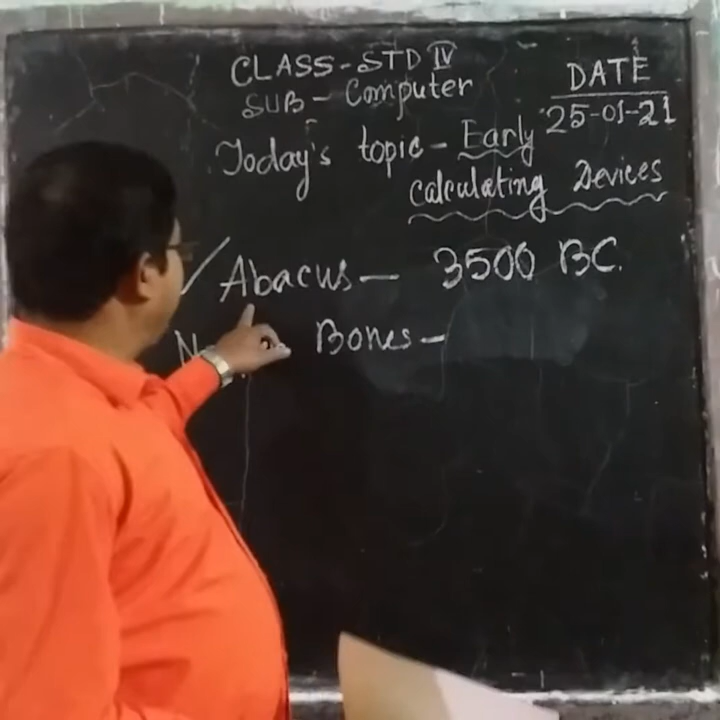 CLASS-STD IV
SUB - Computer
DATE
25-01-21
Today's topic - Early
calculating Devices
✓ Abacus — 3500 BC.
Bones -